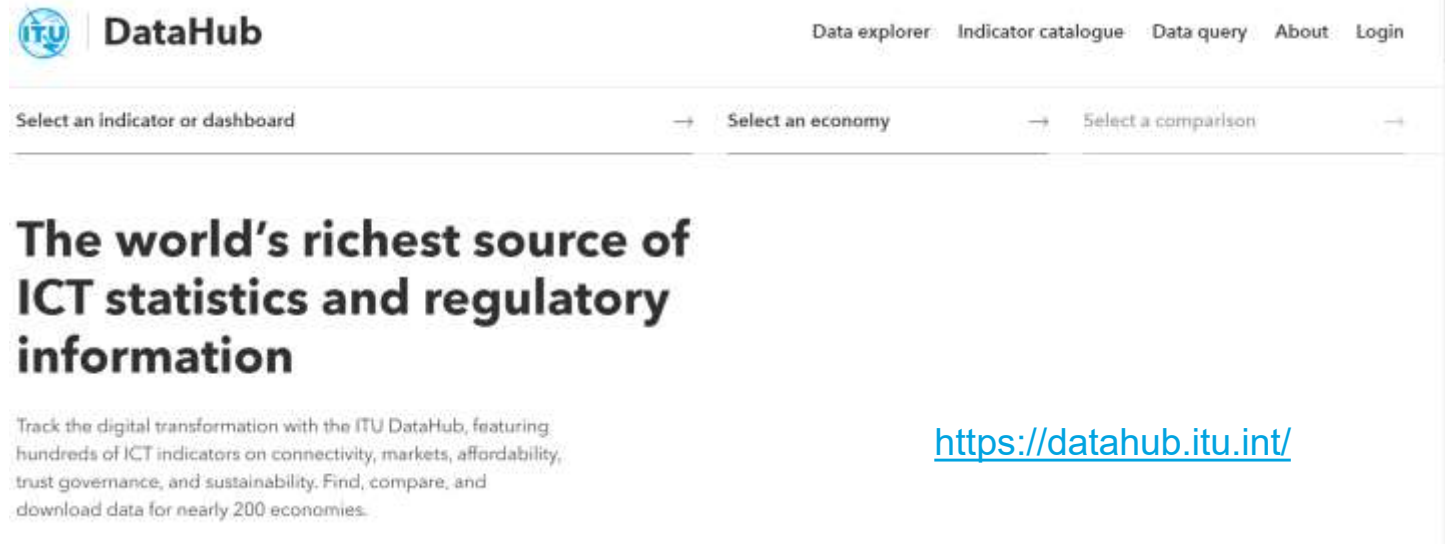 ITU DataHub
Data explorer Indicator catalogue Data query About Login
Select an indicator or dashboard → Select an economy → Select a comparison →
The world's richest source of
ICT statistics and regulatory
information
Track the digital transformation with the ITU DataHub, featuring
hundreds of ICT indicators on connectivity, markets, affordability,
trust governance, and sustainability. Find, compare, and
download data for nearly 200 economies.
https://datahub.itu.int/